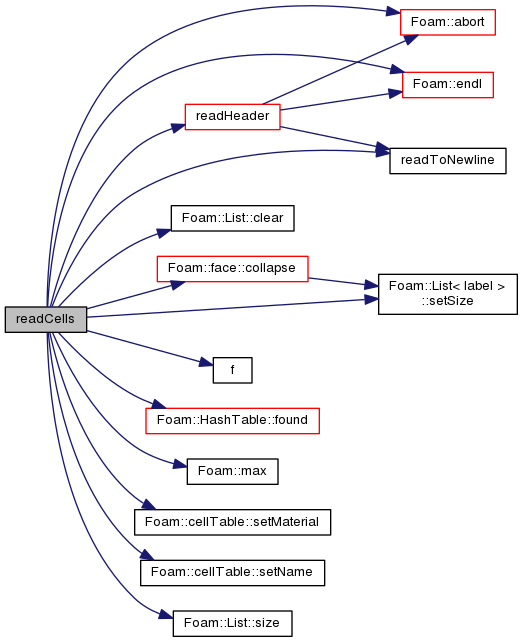 Foam::abort
Foam::endl
readHeader
readToNewline
Foam::List::clear
Foam::face::collapse
Foam::List< label >
::setSize
readCells
f
Foam::HashTable::found
Foam::max
Foam::cellTable::setMaterial
Foam::cellTable::setName
Foam::List::size